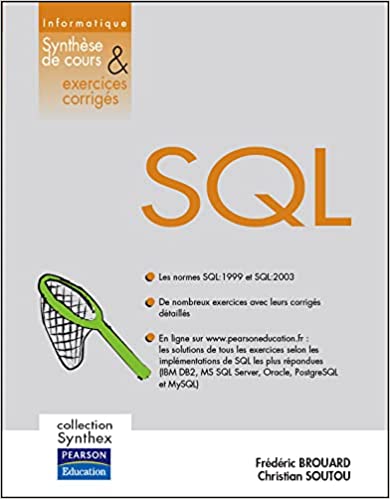 Informatique
Synthèse
de cours
&
exercices
corrigés
SQL
Les normes SQL:1999 et SQL:2003
De nombreux exercices avec leurs corrigés
détaillés
En ligne sur www.pearsoneducation.fr :
les solutions de tous les exercices selon les
implémentations de SQL les plus répandues
(IBM DB2, MS SQL Server, Oracle, PostgreSQL
et MySQL)
collection
Synthex
PEARSON
Education
Frédéric BROUARD
Christian SOUTOU